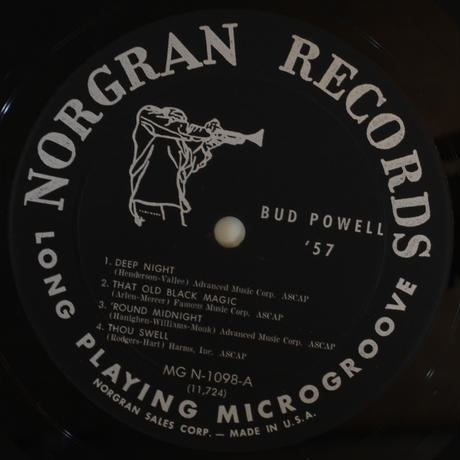 NORGRAN RECORDS
BUD POWELL
'57
1. DEEP NIGHT
(Henderson-Vallee) Advanced Music Corp. ASCAP
2. THAT OLD BLACK MAGIC
(Arlen-Mercer) Famous Music Corp. ASCAP
3. 'ROUND MIDNIGHT
(Hanighen-Williams-Monk) Advanced Music Corp. ASCAP
4. THOU SWELL
(Rodgers-Hart) Harms, Inc. ASCAP
MG N-1098-A
(11,724)
LONG PLAYING MICROGROOVE
NORGRAN SALES CORP. — MADE IN U.S.A.